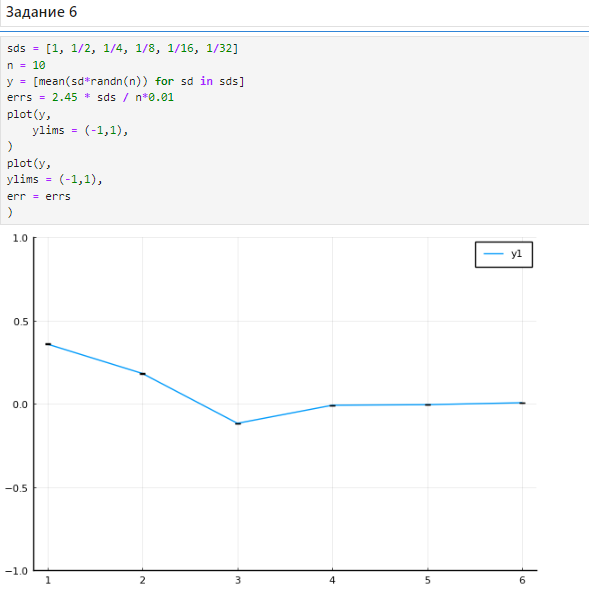 Задание 6
sds = [1, 1/2, 1/4, 1/8, 1/16, 1/32]
n = 10
y = [mean(sd*randn(n)) for sd in sds]
errs = 2.45 * sds / n*0.01
plot(y,
    ylims = (-1,1),
)
plot(y,
ylims = (-1,1),
err = errs
)
1.0
y1
0.5
0.0
−0.5
−1.0
1 2 3 4 5 6